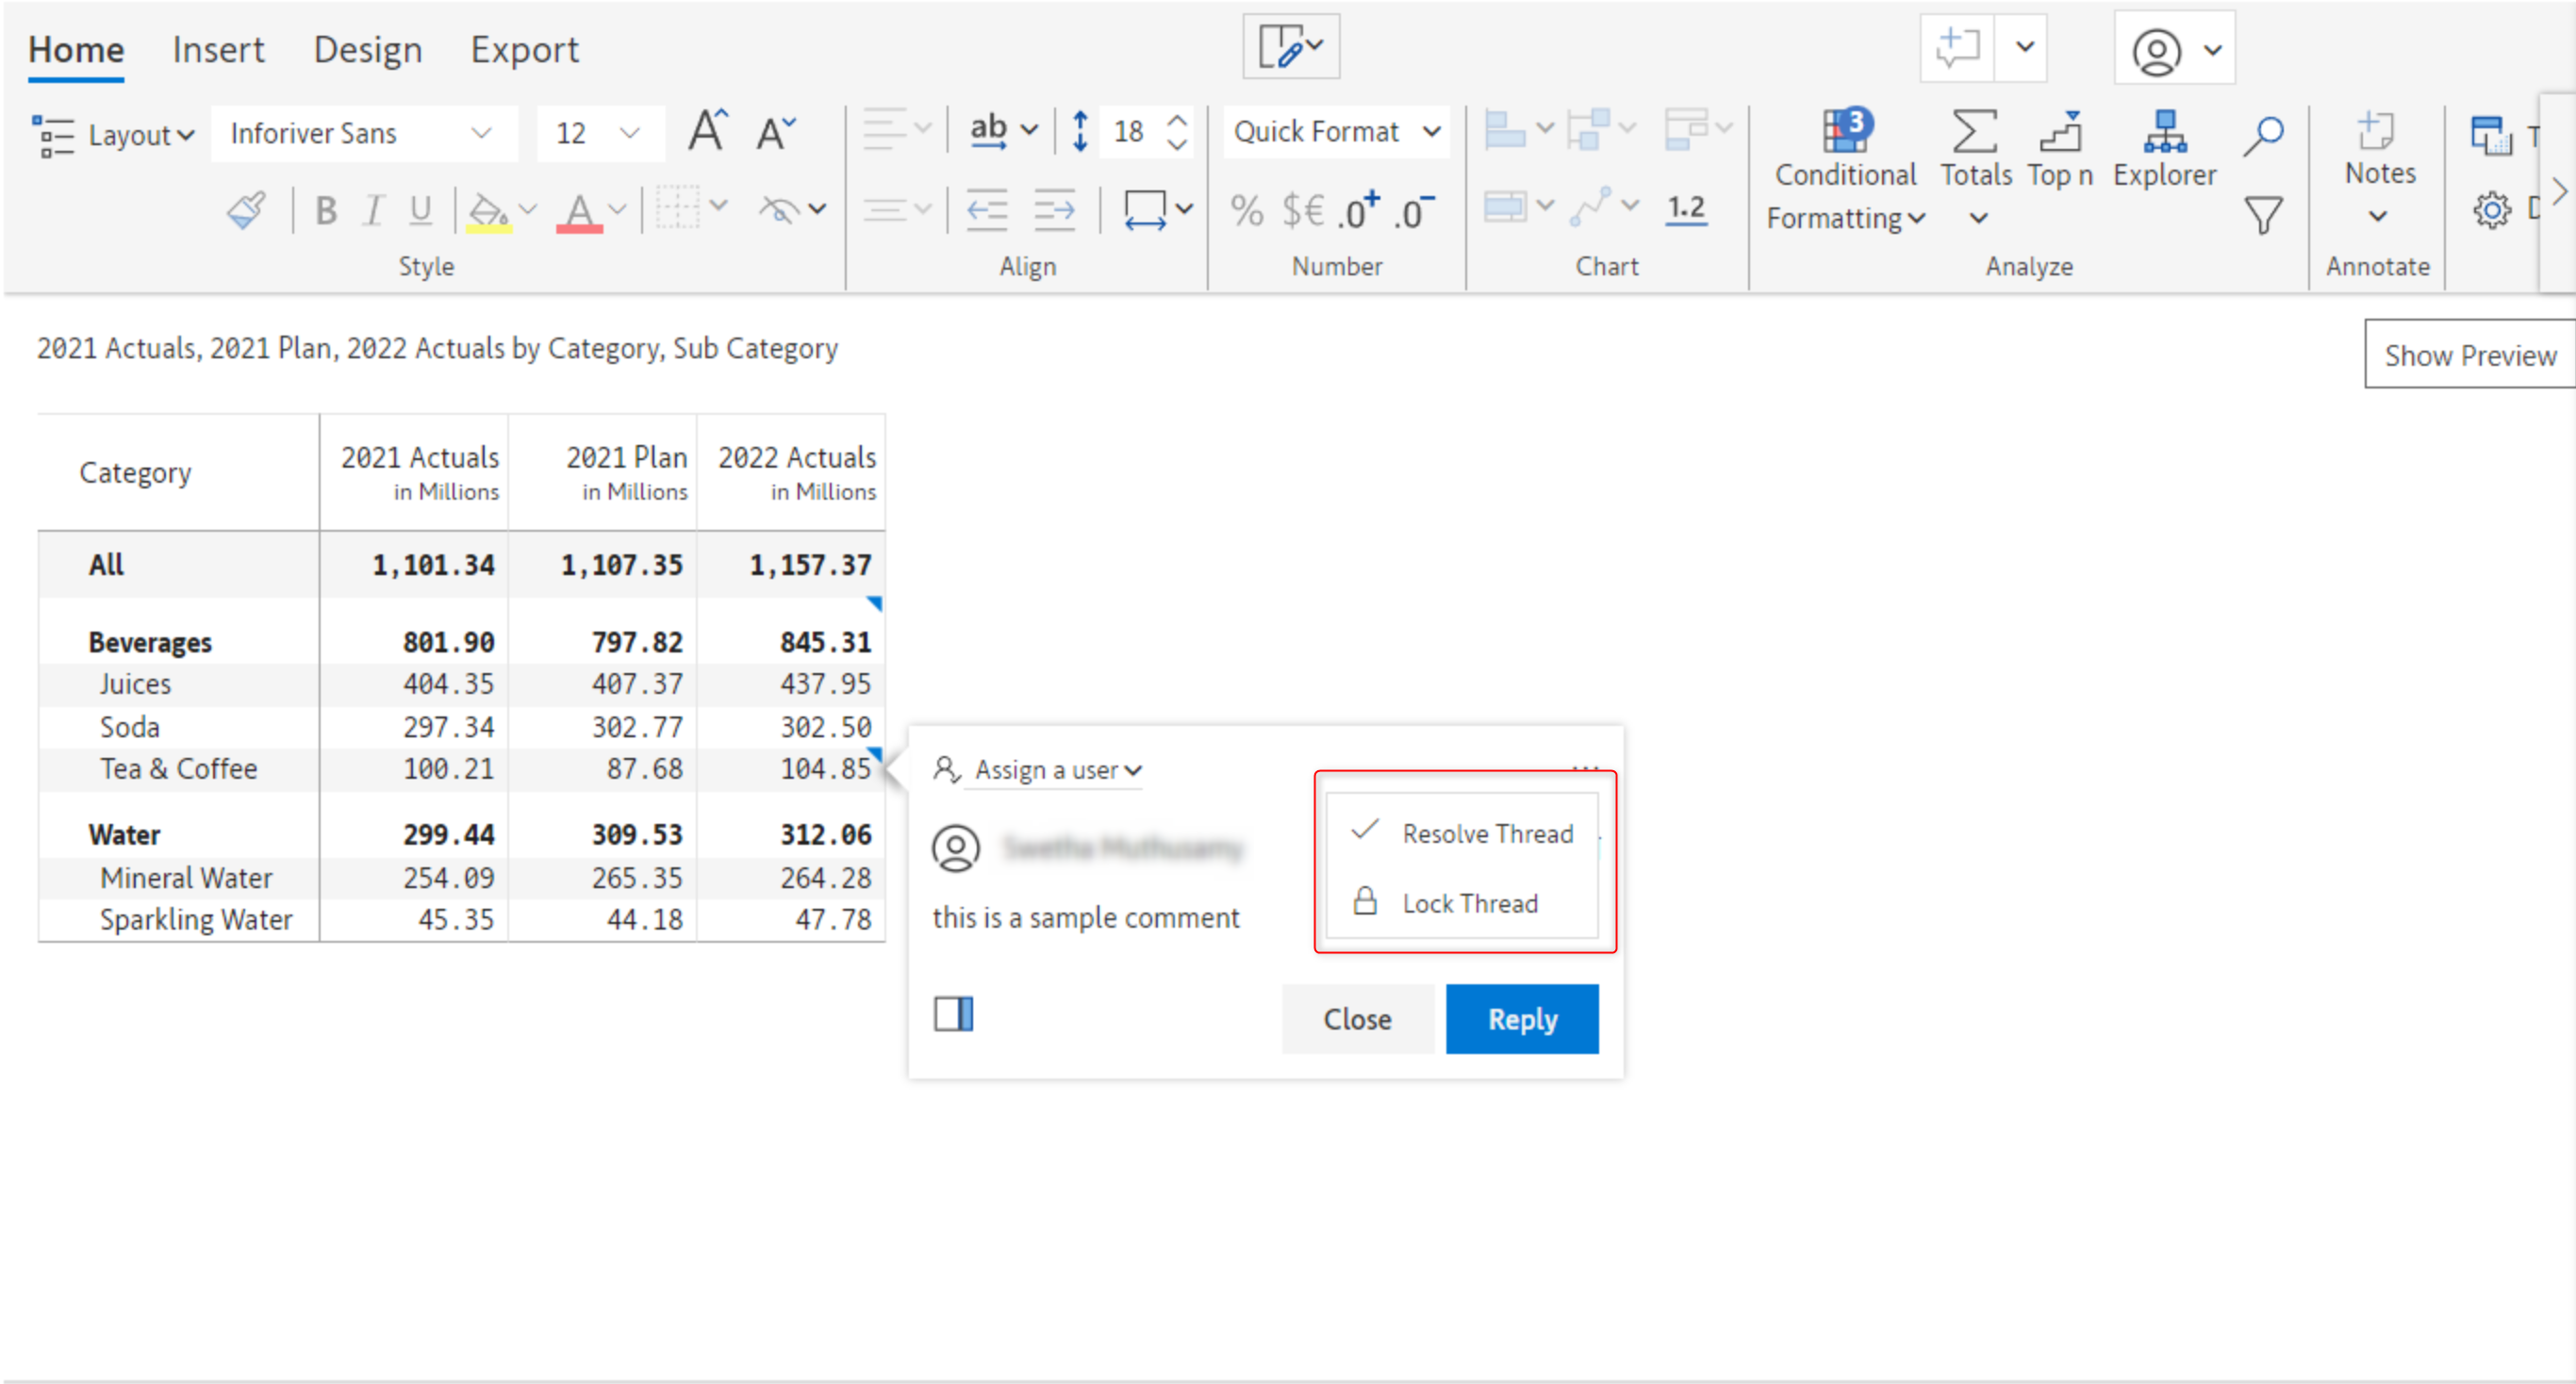 Home Insert Design Export
Layout Inforiver Sans 12 A A ab 18 Quick Format 3
Conditional Formatting Totals Top n Explorer Notes
B I U A % $€ .0+ .0- 1.2
Style Align Number Chart Analyze Annotate
2021 Actuals, 2021 Plan, 2022 Actuals by Category, Sub Category
Show Preview
Category 2021 Actuals in Millions 2021 Plan in Millions 2022 Actuals in Millions
All 1,101.34 1,107.35 1,157.37
Beverages 801.90 797.82 845.31
Juices 404.35 407.37 437.95
Soda 297.34 302.77 302.50
Tea & Coffee 100.21 87.68 104.85
Water 299.44 309.53 312.06
Mineral Water 254.09 265.35 264.28
Sparkling Water 45.35 44.18 47.78
Assign a user ...
Resolve Thread
Lock Thread
this is a sample comment
Close Reply